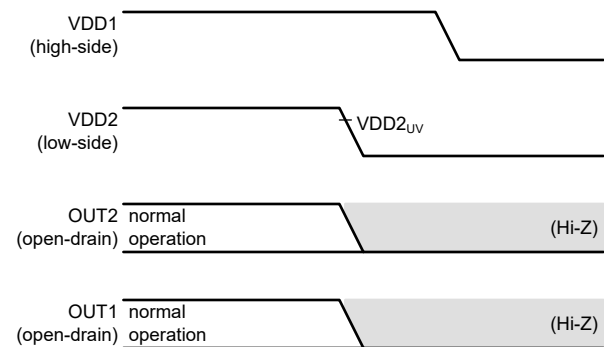 VDD1
(high-side)
VDD2
(low-side)
VDD2UV
OUT2
(open-drain)
normal
operation
(Hi-Z)
OUT1
(open-drain)
normal
operation
(Hi-Z)